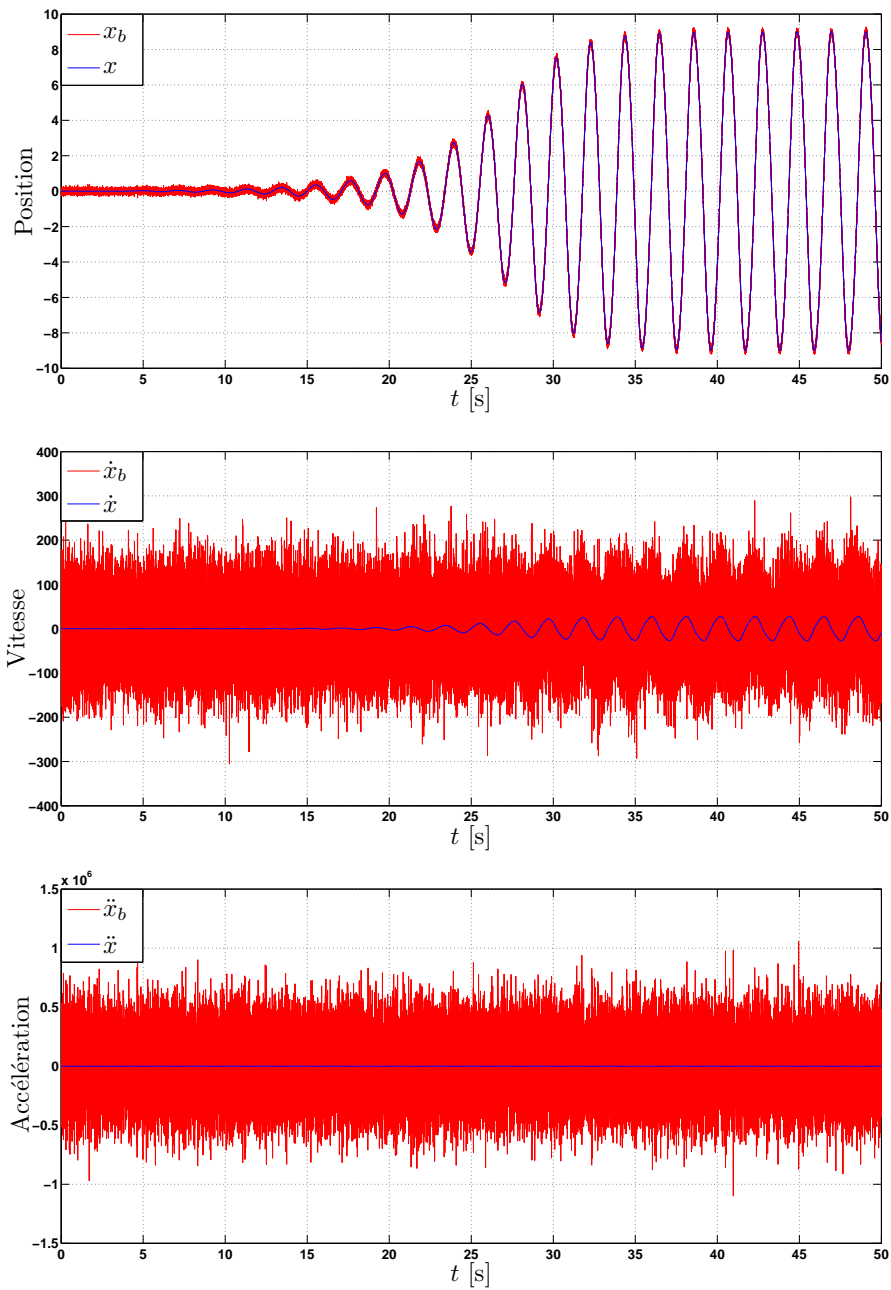 10
8
6
4
2
0
−2
−4
−6
−8
−10
Position
x_b
x
0 5 10 15 20 25 30 35 40 45 50
t [s]
400
300
200
100
0
−100
−200
−300
−400
Vitesse
ẋ_b
ẋ
0 5 10 15 20 25 30 35 40 45 50
t [s]
x 10^6
1.5
1
0.5
0
−0.5
−1
−1.5
Accélération
ẍ_b
ẍ
0 5 10 15 20 25 30 35 40 45 50
t [s]